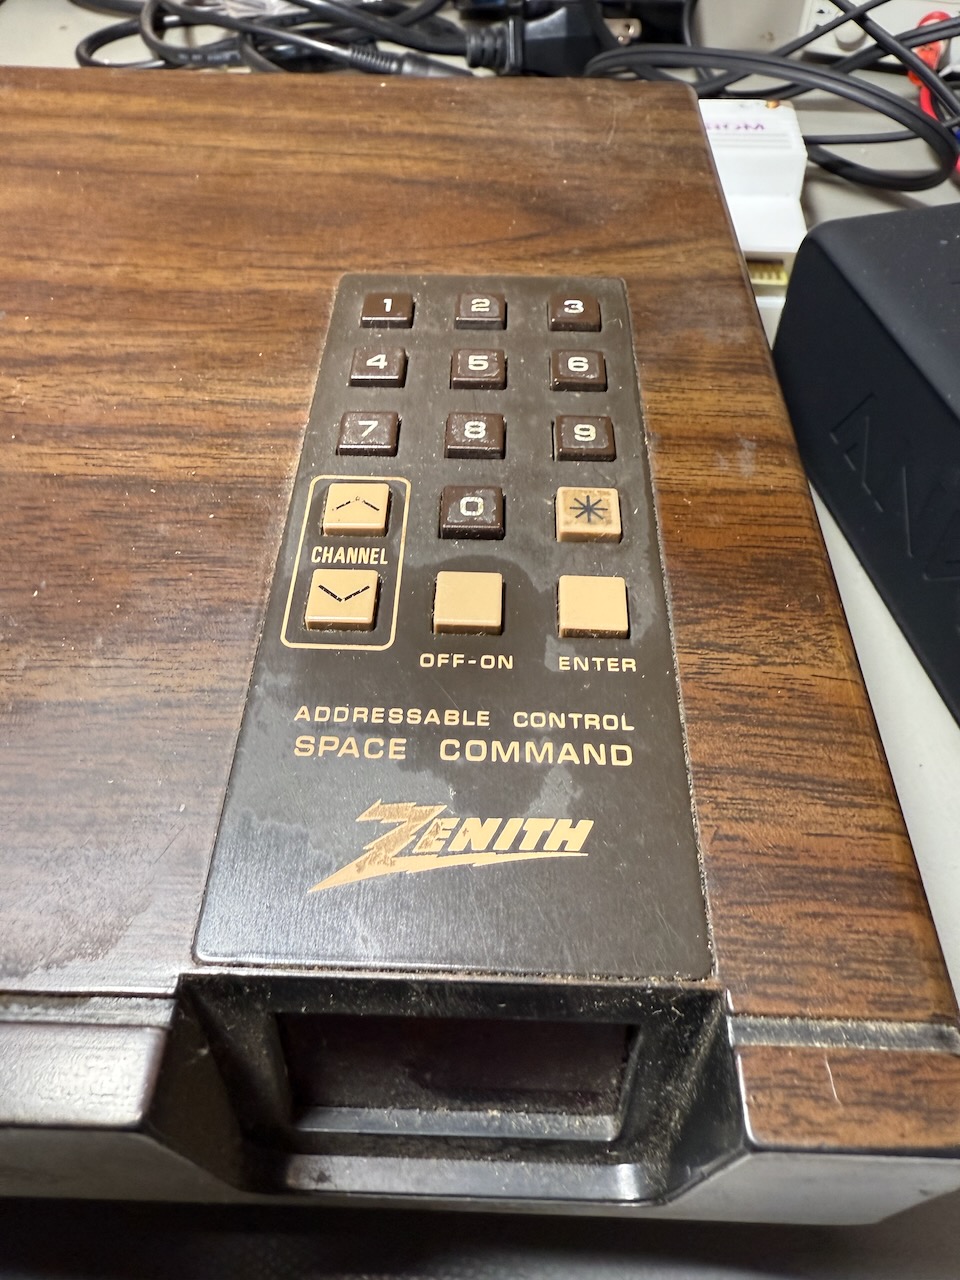 1 2 3
4 5 6
7 8 9
0 *
CHANNEL
OFF-ON ENTER
ADDRESSABLE CONTROL
SPACE COMMAND
ZENITH